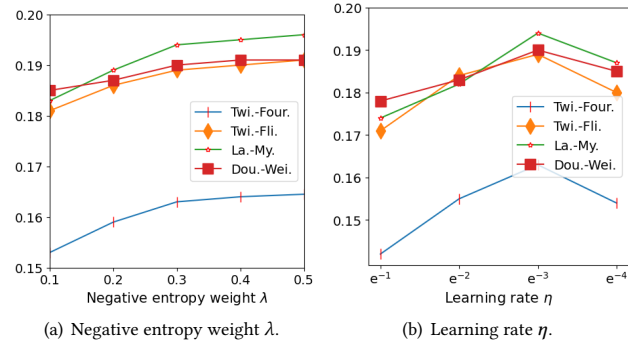 0.20
0.19
0.18
0.17
0.16
0.15
0.1 0.2 0.3 0.4 0.5
Negative entropy weight λ
Twi.-Four.
Twi.-Fli.
La.-My.
Dou.-Wei.
(a) Negative entropy weight λ.
0.20
0.19
0.18
0.17
0.16
0.15
e⁻¹ e⁻² e⁻³ e⁻⁴
Learning rate η
Twi.-Four.
Twi.-Fli.
La.-My.
Dou.-Wei.
(b) Learning rate η.